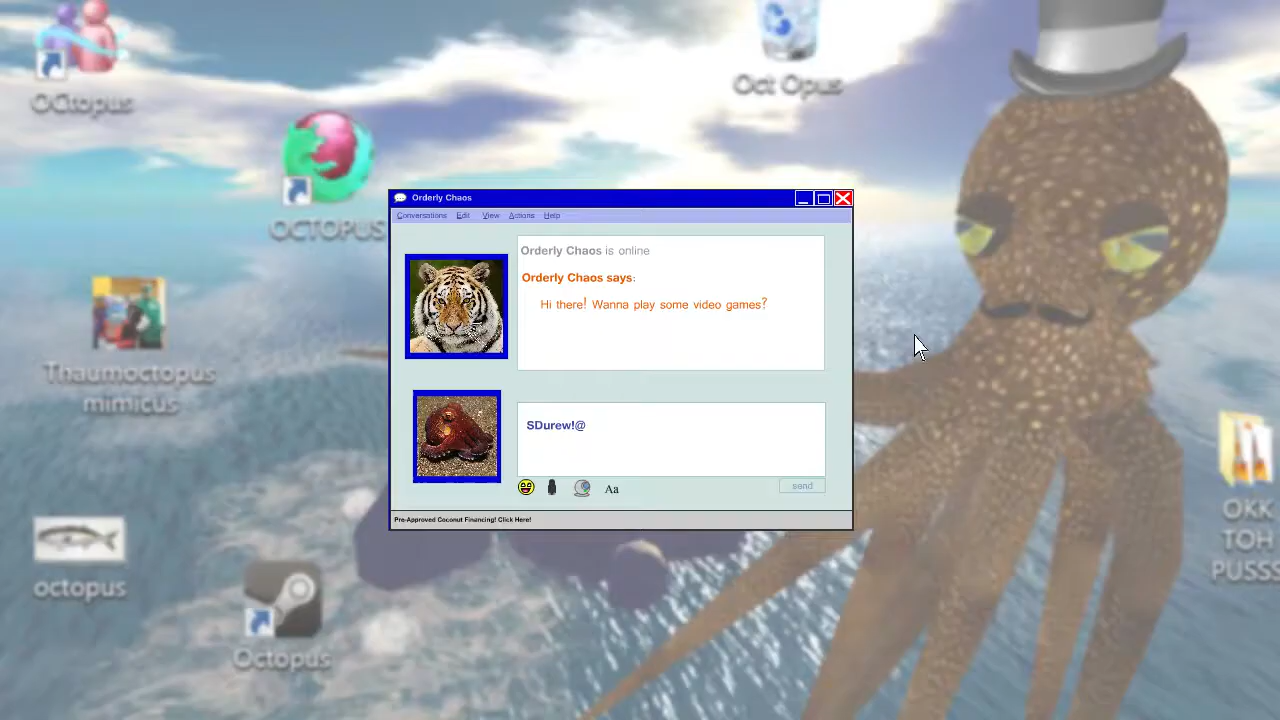 OCtopus
Oct Opus
OCTOPUS
Orderly Chaos
Conversations Edit View Actions Help
Orderly Chaos is online
Orderly Chaos says:
Hi there! Wanna play some video games?
Thaumoctopus
mimicus
SDurew!@
Aa
send
Pre-Approved Coconut Financing! Click Here!
OKK
TOH
PUSSS
octopus
Octopus